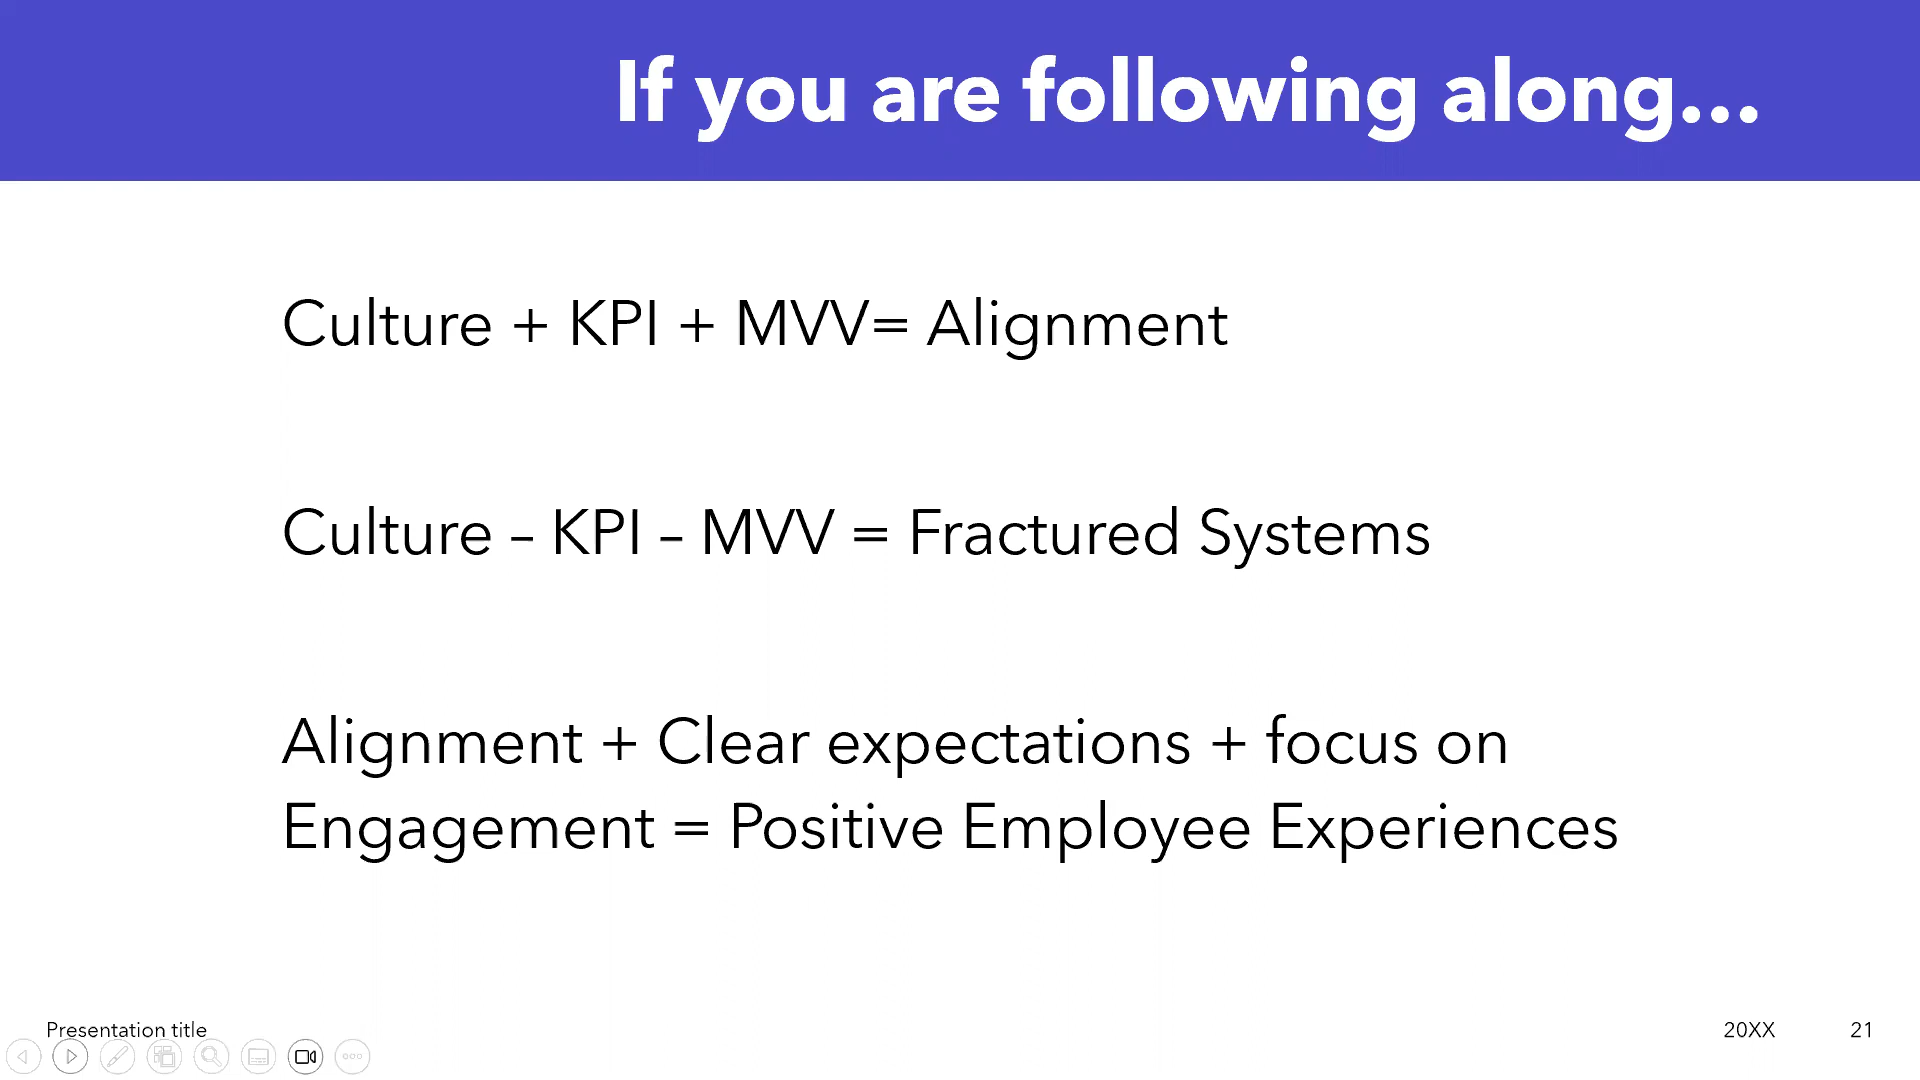 If you are following along...
Culture + KPI + MVV= Alignment
Culture – KPI – MVV = Fractured Systems
Alignment + Clear expectations + focus on
Engagement = Positive Employee Experiences
Presentation title
20XX
21